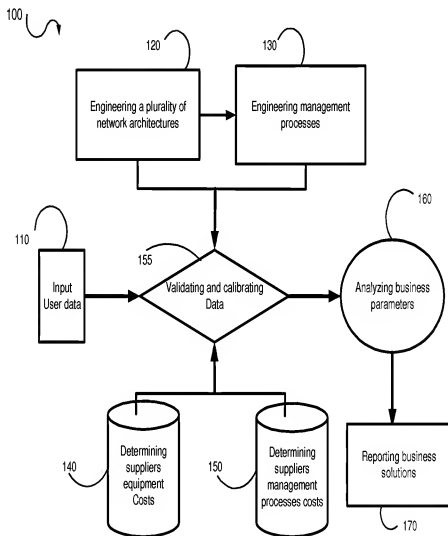 100
120
130
Engineering a plurality of
network architectures
Engineering management
processes
110
155
160
Input
User data
Validating and calibrating
Data
Analyzing business
parameters
140
Determining
suppliers
equipment
Costs
150
Determining
suppliers
management
processes costs
Reporting business
solutions
170